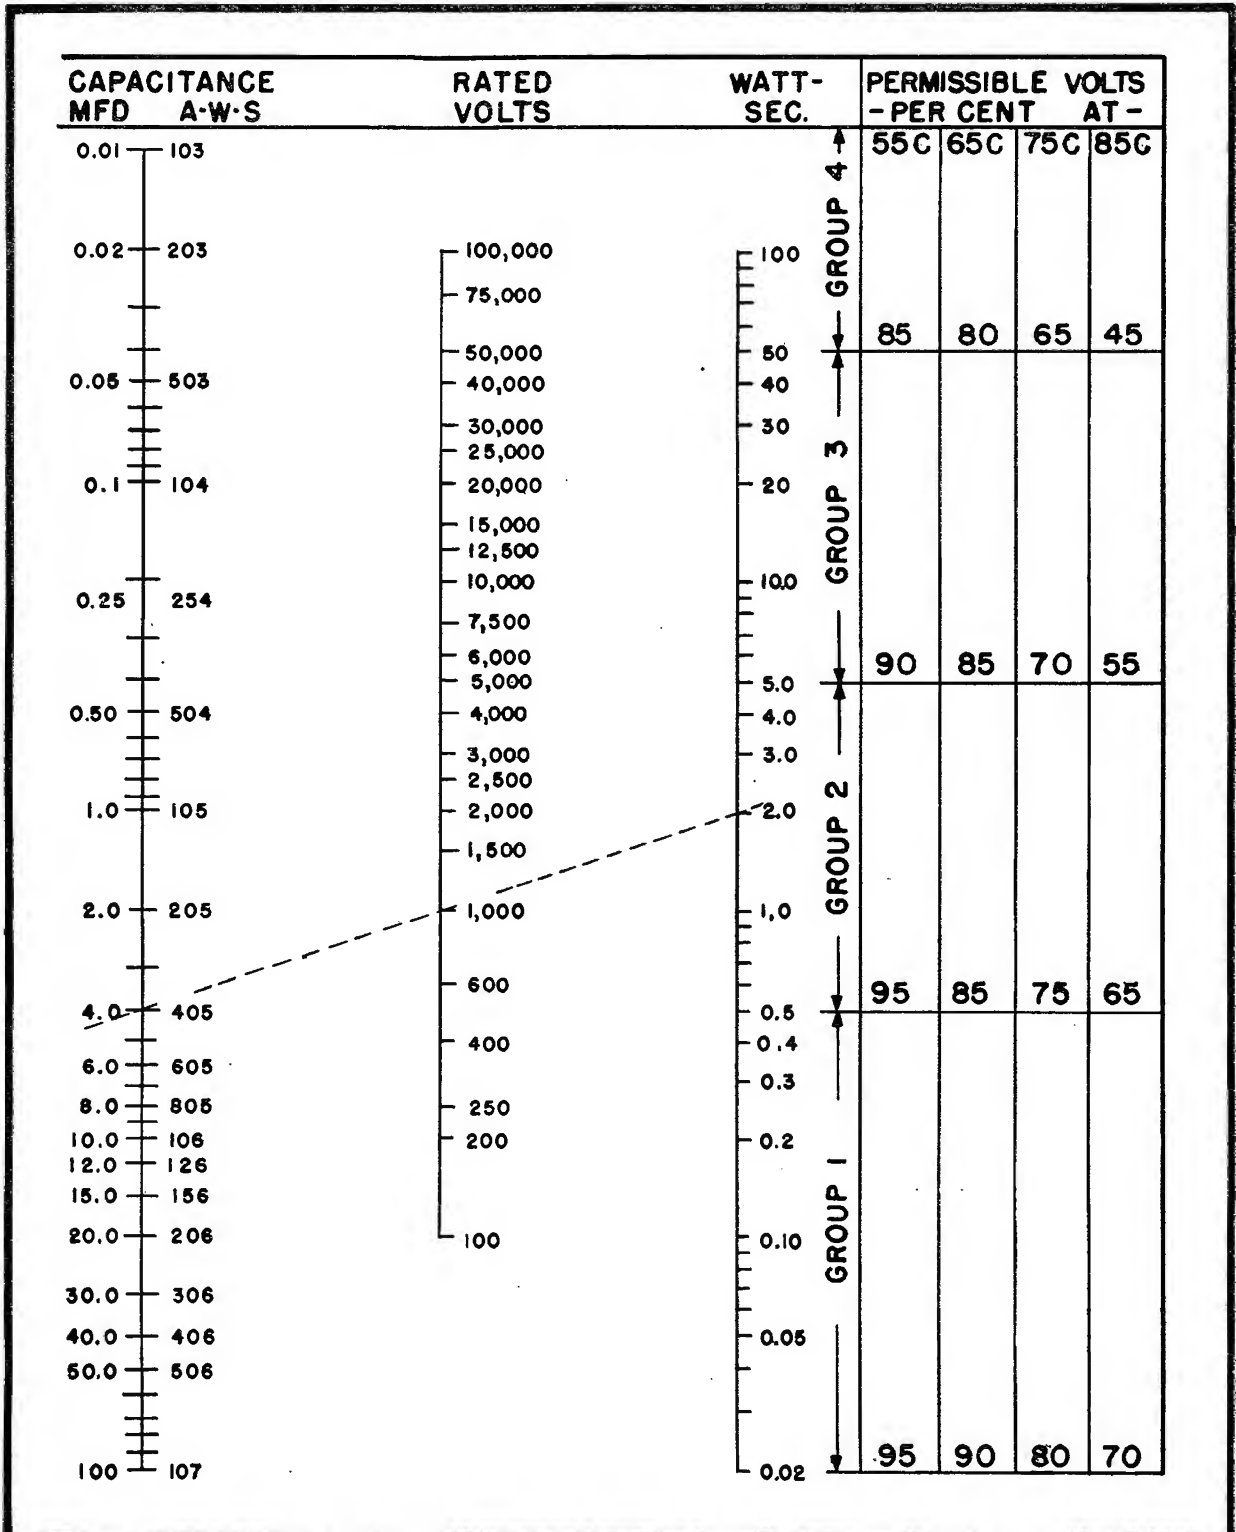 CAPACITANCE RATED WATT- PERMISSIBLE VOLTS
MFD A·W·S VOLTS SEC. -PER CENT AT-
0.01 103 55C 65C 75C 85C
GROUP 4
0.02 203 100,000 100
75,000
85 80 65 45
50,000 50
0.05 503 40,000 40
30,000 30
25,000
GROUP 3
0.1 104 20,000 20
15,000
12,500
10,000 10.0
0.25 254
7,500
6,000 90 85 70 55
5,000 5.0
0.50 504 4,000 4.0
3,000 3.0
2,500
GROUP 2
1.0 105 2,000 2.0
1,500
2.0 205 1,000 1.0
600 95 85 75 65
4.0 405 0.5
400 0.4
6.0 605
0.3
8.0 805 250
10.0 106 200 0.2
12.0 126
15.0 156
GROUP 1
20.0 206 100 0.10
30.0 306
40.0 406 0.05
50.0 506
95 90 80 70
100 107 0.02